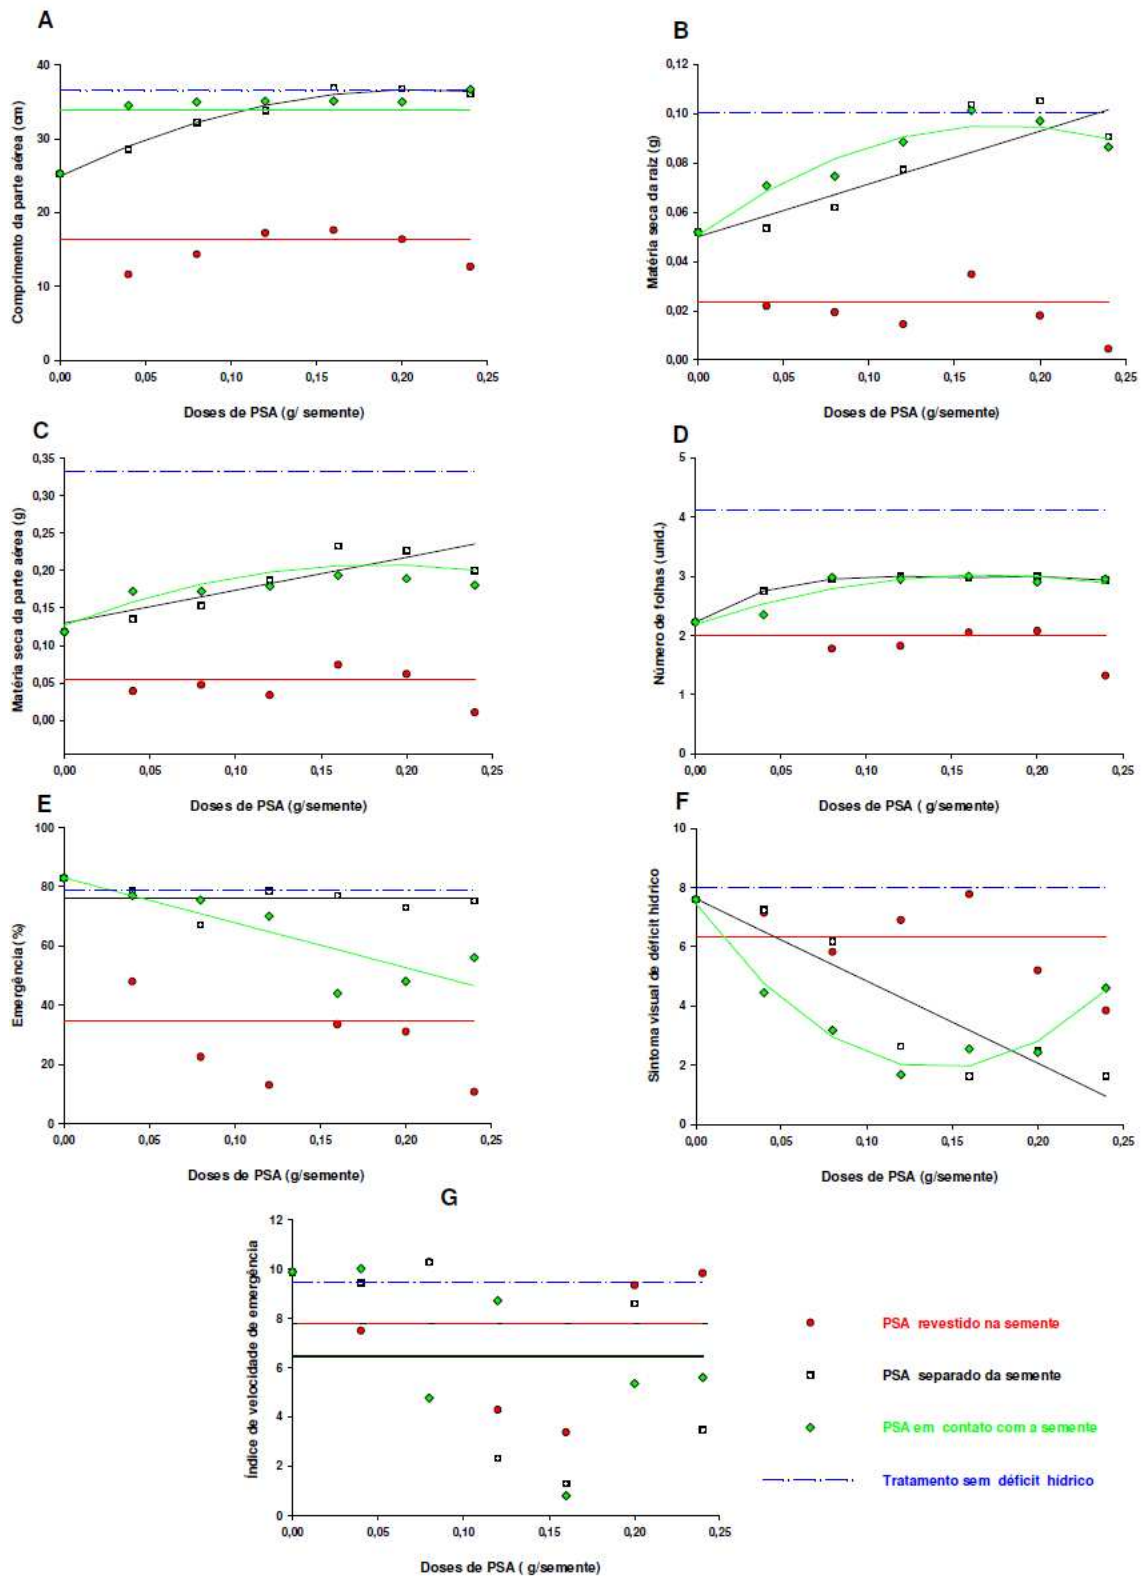 A
B
Comprimento da parte aérea (cm)
40
30
20
10
0
0,00 0,05 0,10 0,15 0,20 0,25
Doses de PSA (g/ semente)
Matéria seca da raiz (g)
0,12
0,10
0,08
0,06
0,04
0,02
0,00
0,00 0,05 0,10 0,15 0,20 0,25
Doses de PSA (g/semente)
C
D
Matéria seca da parte aérea (g)
0,35
0,30
0,25
0,20
0,15
0,10
0,05
0,00
0,00 0,05 0,10 0,15 0,20 0,25
Doses de PSA (g/semente)
Número de folhas (unid.)
5
4
3
2
1
0
0,00 0,05 0,10 0,15 0,20 0,25
Doses de PSA ( g/semente)
E
F
Emergência (%)
100
80
60
40
20
0
0,00 0,05 0,10 0,15 0,20 0,25
Doses de PSA (g/semente)
Sintoma visual de déficit hídrico
10
8
6
4
2
0
0,00 0,05 0,10 0,15 0,20 0,25
Doses de PSA (g/semente)
G
Índice de velocidade de emergência
12
10
8
6
4
2
0
0,00 0,05 0,10 0,15 0,20 0,25
Doses de PSA ( g/semente)
PSA revestido na semente
PSA separado da semente
PSA em contato com a semente
Tratamento sem déficit hídrico